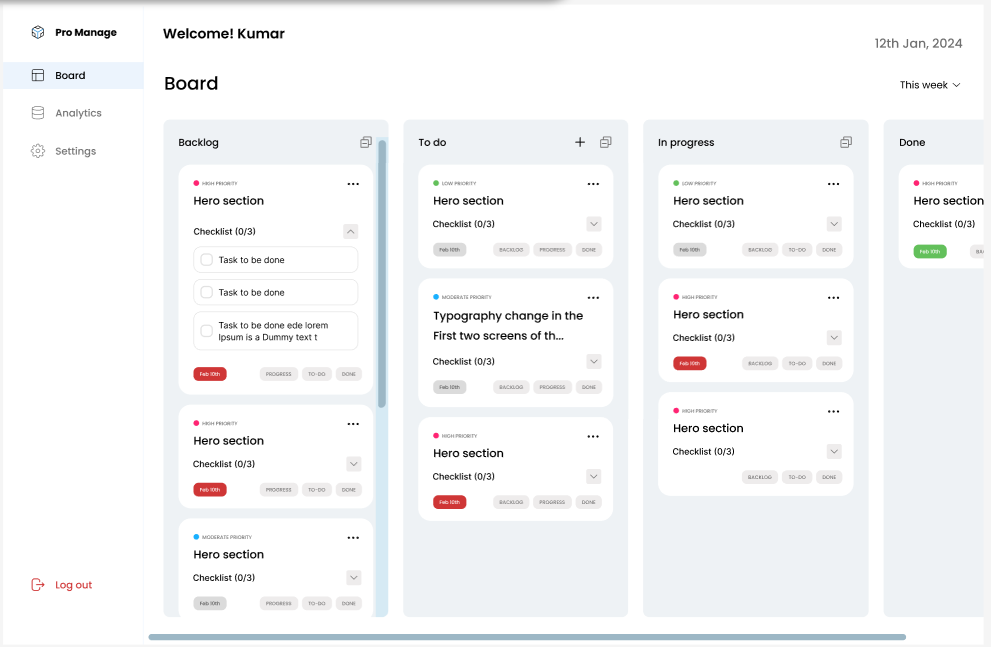 Pro Manage
Board
Analytics
Settings
Log out
Welcome! Kumar
12th Jan, 2024
Board
This week
Backlog
HIGH PRIORITY
Hero section
Checklist (0/3)
Task to be done
Task to be done
Task to be done ede lorem
Ipsum is a Dummy text t
Feb 10th PROGRESS TO-DO DONE
HIGH PRIORITY
Hero section
Checklist (0/3)
Feb 10th PROGRESS TO-DO DONE
MODERATE PRIORITY
Hero section
Checklist (0/3)
Feb 10th PROGRESS TO-DO DONE
To do
LOW PRIORITY
Hero section
Checklist (0/3)
Feb 10th BACKLOG PROGRESS DONE
MODERATE PRIORITY
Typography change in the
First two screens of th...
Checklist (0/3)
Feb 10th BACKLOG PROGRESS DONE
HIGH PRIORITY
Hero section
Checklist (0/3)
Feb 10th BACKLOG PROGRESS DONE
In progress
LOW PRIORITY
Hero section
Checklist (0/3)
Feb 10th BACKLOG TO-DO DONE
HIGH PRIORITY
Hero section
Checklist (0/3)
Feb 10th BACKLOG TO-DO DONE
HIGH PRIORITY
Hero section
Checklist (0/3)
BACKLOG TO-DO DONE
Done
HIGH PRIORITY
Hero section
Checklist (0/3)
Feb 10th